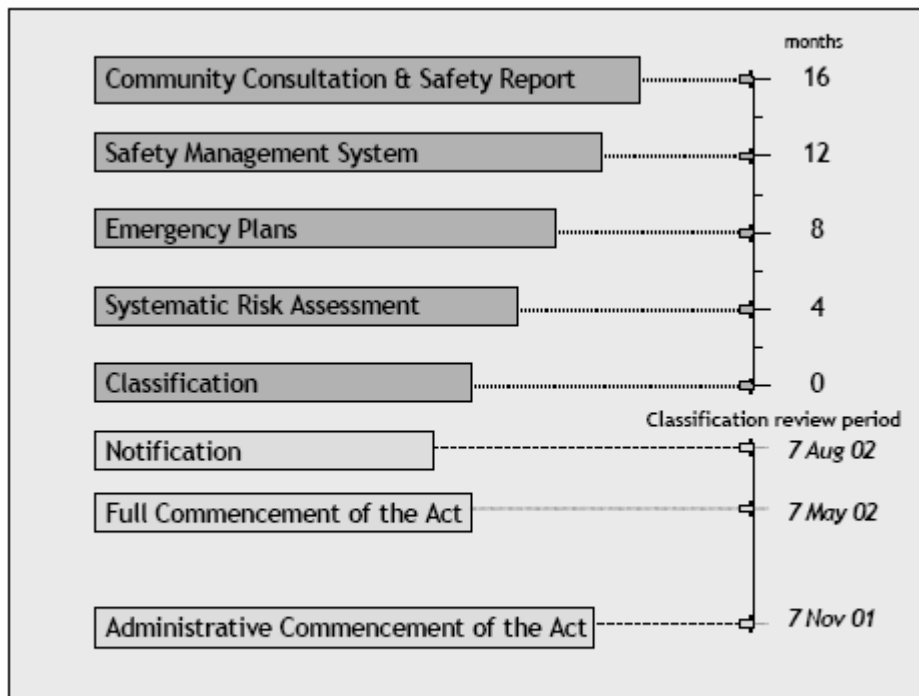 months
Community Consultation & Safety Report 16
Safety Management System 12
Emergency Plans 8
Systematic Risk Assessment 4
Classification 0
Classification review period
Notification 7 Aug 02
Full Commencement of the Act 7 May 02
Administrative Commencement of the Act 7 Nov 01